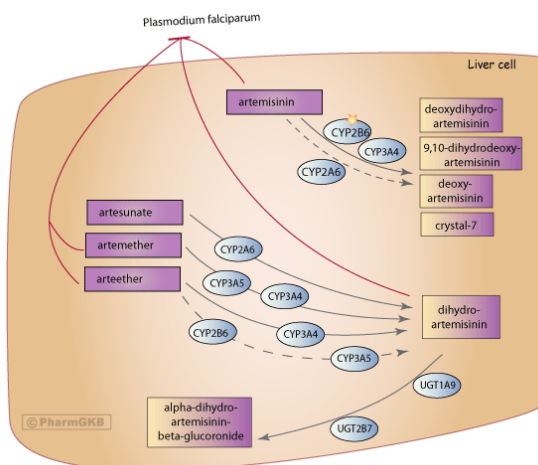 Plasmodium falciparum
Liver cell
artemisinin
CYP2B6
CYP3A4
CYP2A6
deoxydihydro-
artemisinin
9,10-dihydrodeoxy-
artemisinin
deoxy-
artemisinin
crystal-7
artesunate
artemether
arteether
CYP2A6
CYP3A5
CYP3A4
CYP2B6
CYP3A4
CYP3A5
dihydro-
artemisinin
UGT1A9
UGT2B7
alpha-dihydro-
artemisinin-
beta-glucoronide
© PharmGKB